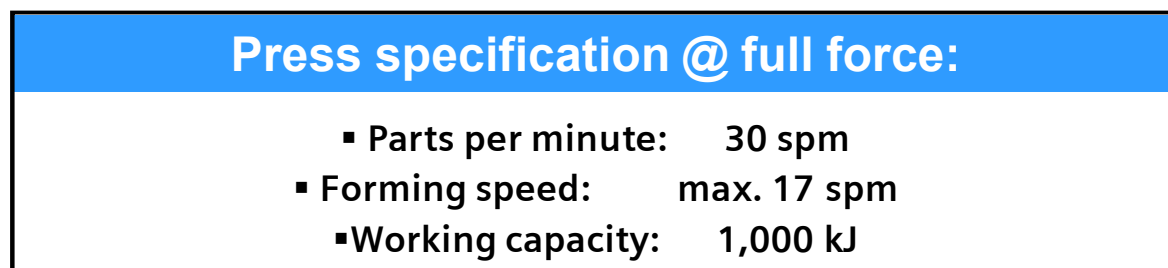 Press specification @ full force:
▪ Parts per minute: 30 spm
▪ Forming speed: max. 17 spm
▪Working capacity: 1,000 kJ